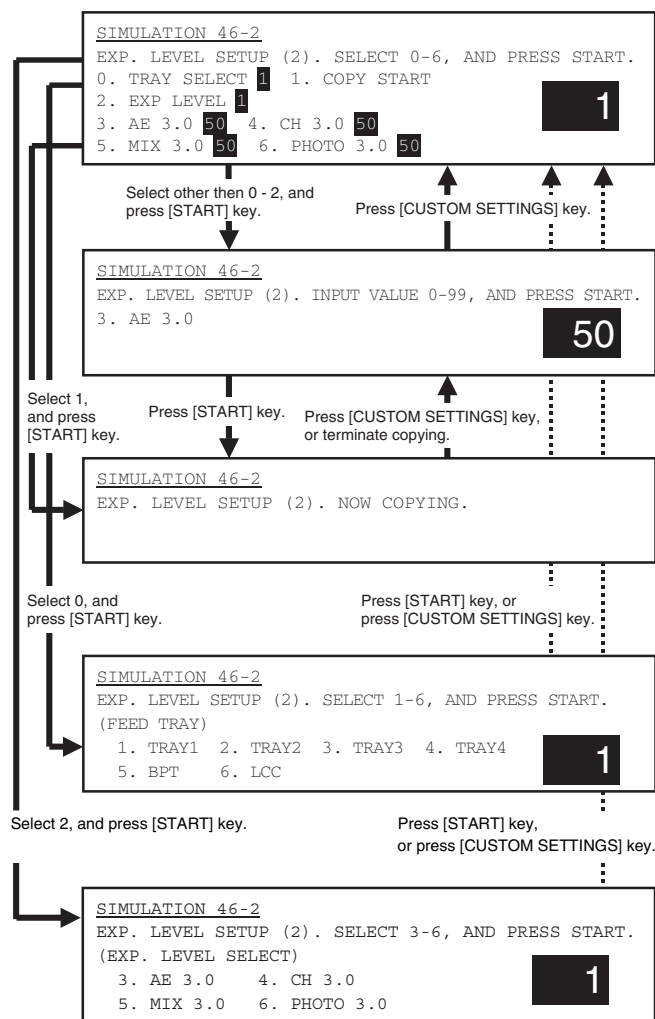 SIMULATION 46-2
EXP. LEVEL SETUP (2). SELECT 0-6, AND PRESS START.
0. TRAY SELECT 1 1. COPY START
2. EXP LEVEL 1
3. AE 3.0 50 4. CH 3.0 50
5. MIX 3.0 50 6. PHOTO 3.0 50
1
Select other then 0 - 2, and
press [START] key.
Press [CUSTOM SETTINGS] key.
SIMULATION 46-2
EXP. LEVEL SETUP (2). INPUT VALUE 0-99, AND PRESS START.
3. AE 3.0
50
Select 1,
and press
[START] key.
Press [START] key.
Press [CUSTOM SETTINGS] key,
or terminate copying.
SIMULATION 46-2
EXP. LEVEL SETUP (2). NOW COPYING.
Select 0, and
press [START] key.
Press [START] key, or
press [CUSTOM SETTINGS] key.
SIMULATION 46-2
EXP. LEVEL SETUP (2). SELECT 1-6, AND PRESS START.
(FEED TRAY)
1. TRAY1 2. TRAY2 3. TRAY3 4. TRAY4
5. BPT 6. LCC
1
Select 2, and press [START] key.
Press [START] key,
or press [CUSTOM SETTINGS] key.
SIMULATION 46-2
EXP. LEVEL SETUP (2). SELECT 3-6, AND PRESS START.
(EXP. LEVEL SELECT)
3. AE 3.0 4. CH 3.0
5. MIX 3.0 6. PHOTO 3.0
1